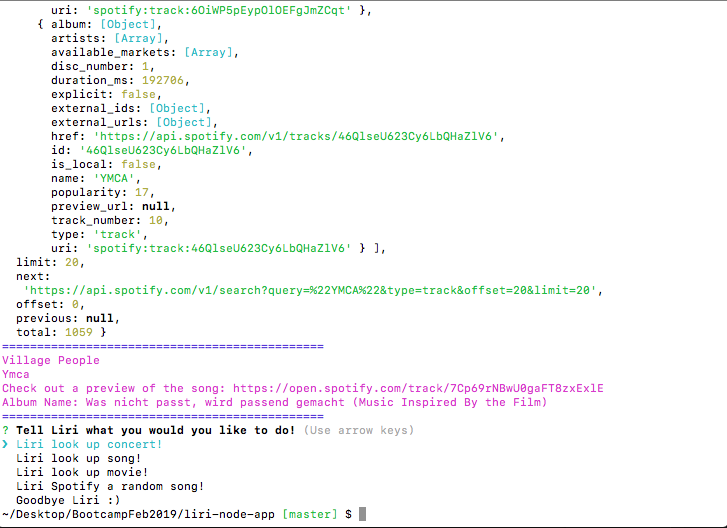 uri: 'spotify:track:6OiWP5pEypOlOEFgJmZCqt' },
{ album: [Object],
artists: [Array],
available_markets: [Array],
disc_number: 1,
duration_ms: 192706,
explicit: false,
external_ids: [Object],
external_urls: [Object],
href: 'https://api.spotify.com/v1/tracks/46QlseU623Cy6LbQHaZlV6',
id: '46QlseU623Cy6LbQHaZlV6',
is_local: false,
name: 'YMCA',
popularity: 17,
preview_url: null,
track_number: 10,
type: 'track',
uri: 'spotify:track:46QlseU623Cy6LbQHaZlV6' } ],
limit: 20,
next:
'https://api.spotify.com/v1/search?query=%22YMCA%22&type=track&offset=20&limit=20',
offset: 0,
previous: null,
total: 1059 }
==============================================
Village People
Ymca
Check out a preview of the song: https://open.spotify.com/track/7Cp69rNBwU0gaFT8zxExlE
Album Name: Was nicht passt, wird passend gemacht (Music Inspired By the Film)
==============================================
? Tell Liri what you would you like to do! (Use arrow keys)
❯ Liri look up concert!
Liri look up song!
Liri look up movie!
Liri Spotify a random song!
Goodbye Liri :)
~/Desktop/BootcampFeb2019/liri-node-app [master] $